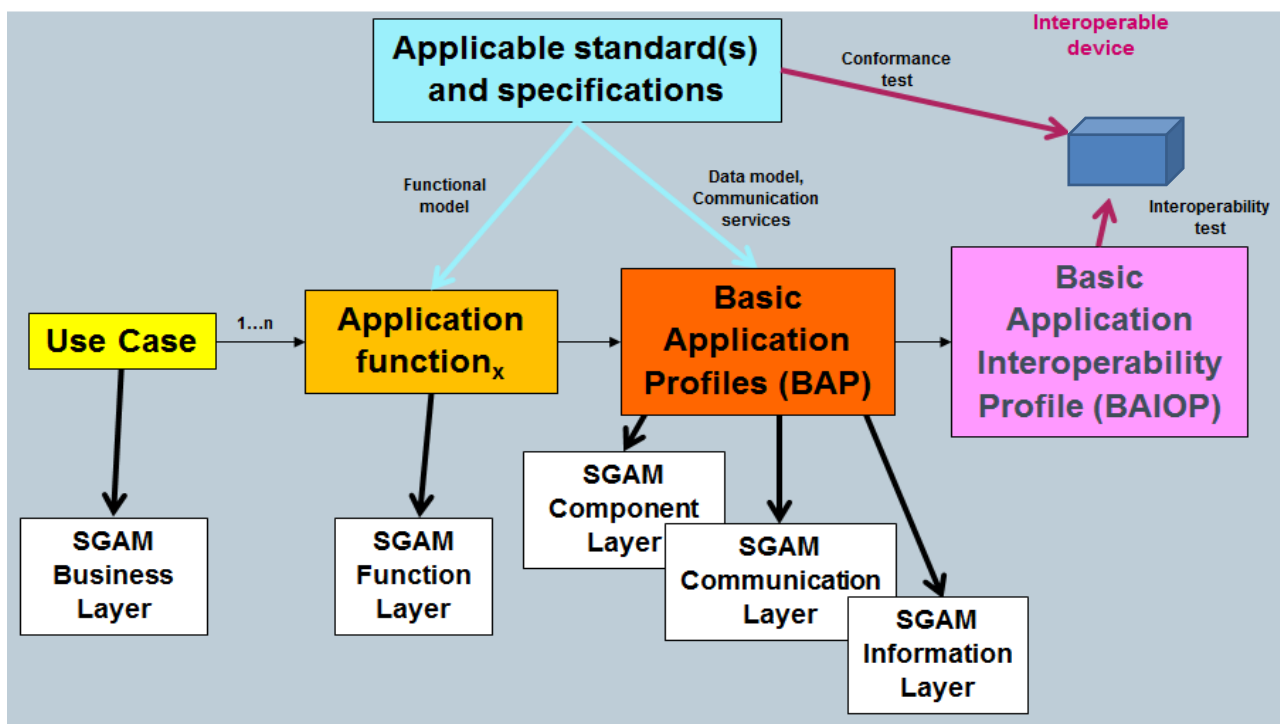 Applicable standard(s)
and specifications
Interoperable
device
Conformance
test
Functional
model
Data model,
Communication
services
Interoperability
test
Use Case
1...n
Application
functionₓ
Basic
Application
Profiles (BAP)
Basic
Application
Interoperability
Profile (BAIOP)
SGAM
Business
Layer
SGAM
Function
Layer
SGAM
Component
Layer
SGAM
Communication
Layer
SGAM
Information
Layer